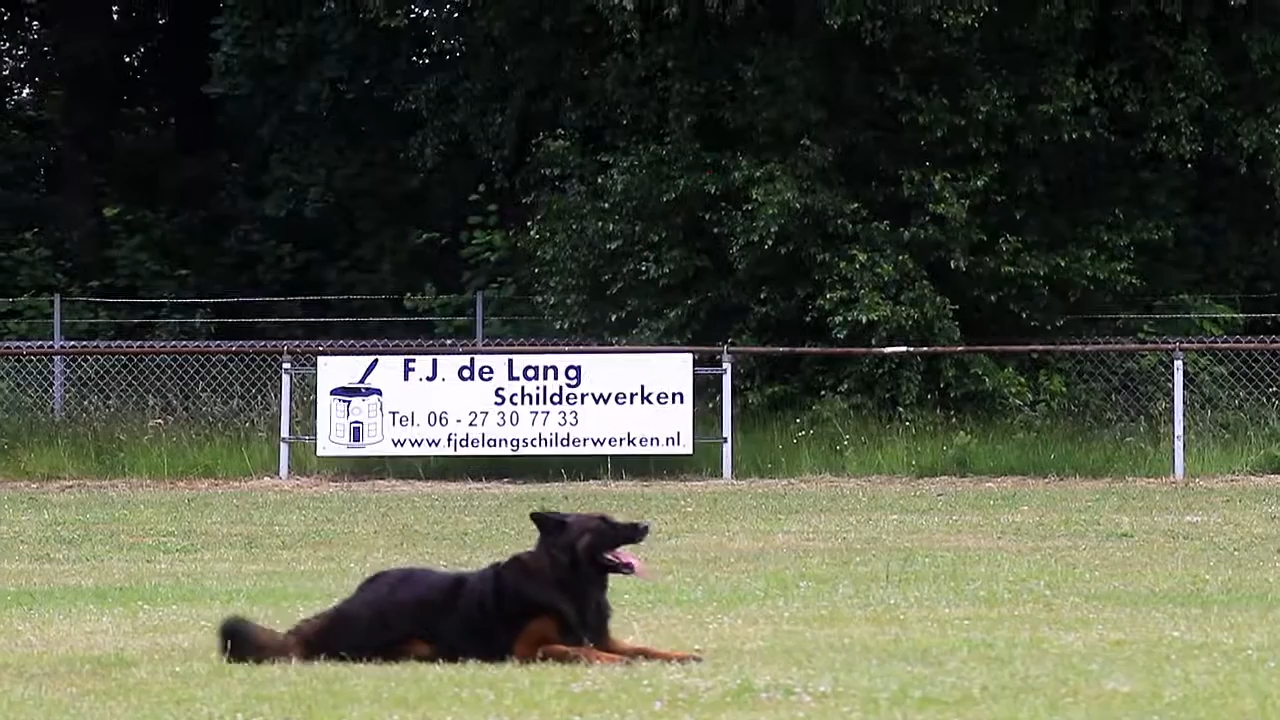 F.J. de Lang
Schilderwerken
Tel. 06 - 27 30 77 33
www.fjdelangschilderwerken.nl